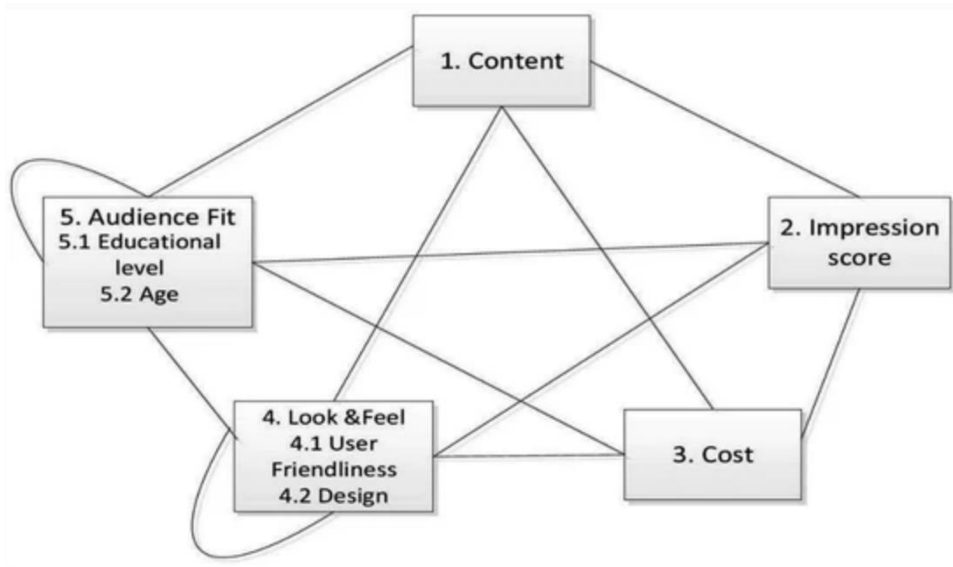 1. Content
5. Audience Fit
5.1 Educational
level
5.2 Age
2. Impression
score
4. Look &Feel
4.1 User
Friendliness
4.2 Design
3. Cost